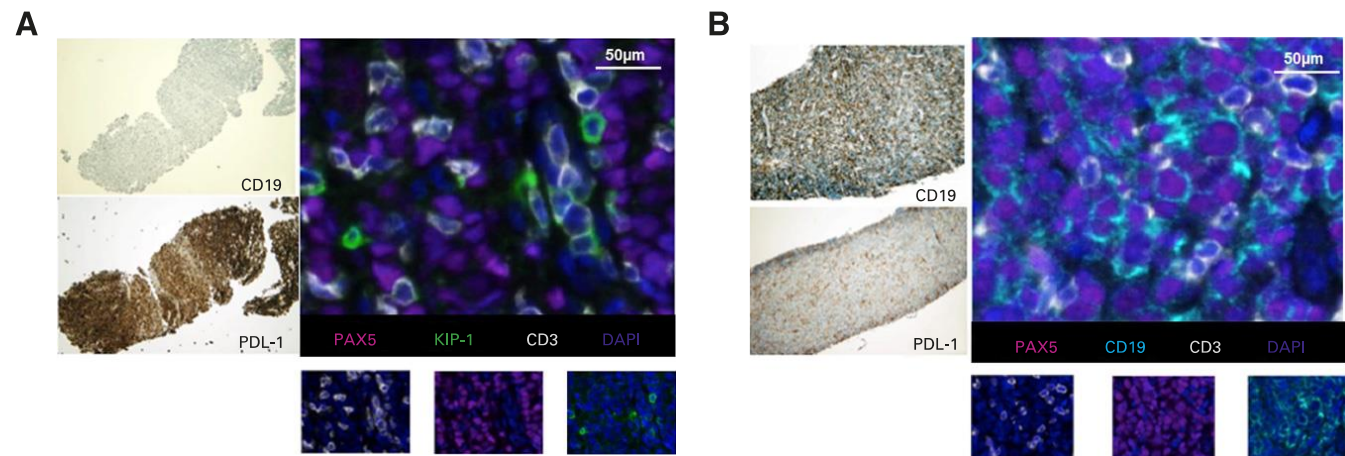 A
CD19
PDL-1
50μm
PAX5 KIP-1 CD3 DAPI
B
CD19
PDL-1
50μm
PAX5 CD19 CD3 DAPI